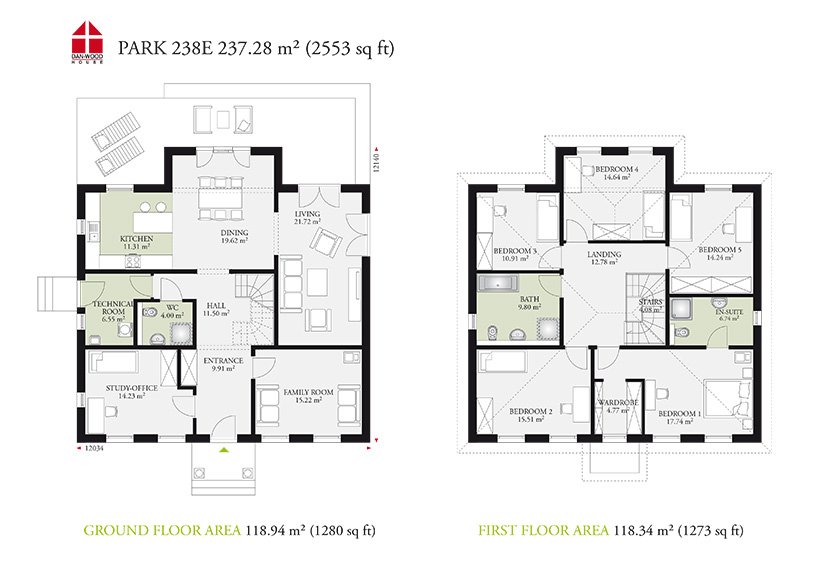 DAN-WOOD
HOUSE
PARK 238E 237.28 m² (2553 sq ft)
12140
KITCHEN
11.31 m²
DINING
19.62 m²
LIVING
21.72 m²
TECHNICAL
ROOM
6.55 m²
WC
4.00 m²
HALL
11.50 m²
ENTRANCE
9.91 m²
STUDY-OFFICE
14.23 m²
FAMILY ROOM
15.22 m²
12034
GROUND FLOOR AREA 118.94 m² (1280 sq ft)
BEDROOM 4
14.64 m²
BEDROOM 3
10.91 m²
LANDING
12.78 m²
BEDROOM 5
14.24 m²
BATH
9.80 m²
STAIRS
4.08 m²
EN-SUITE
6.74 m²
BEDROOM 2
15.51 m²
WARDROBE
4.77 m²
BEDROOM 1
17.74 m²
FIRST FLOOR AREA 118.34 m² (1273 sq ft)